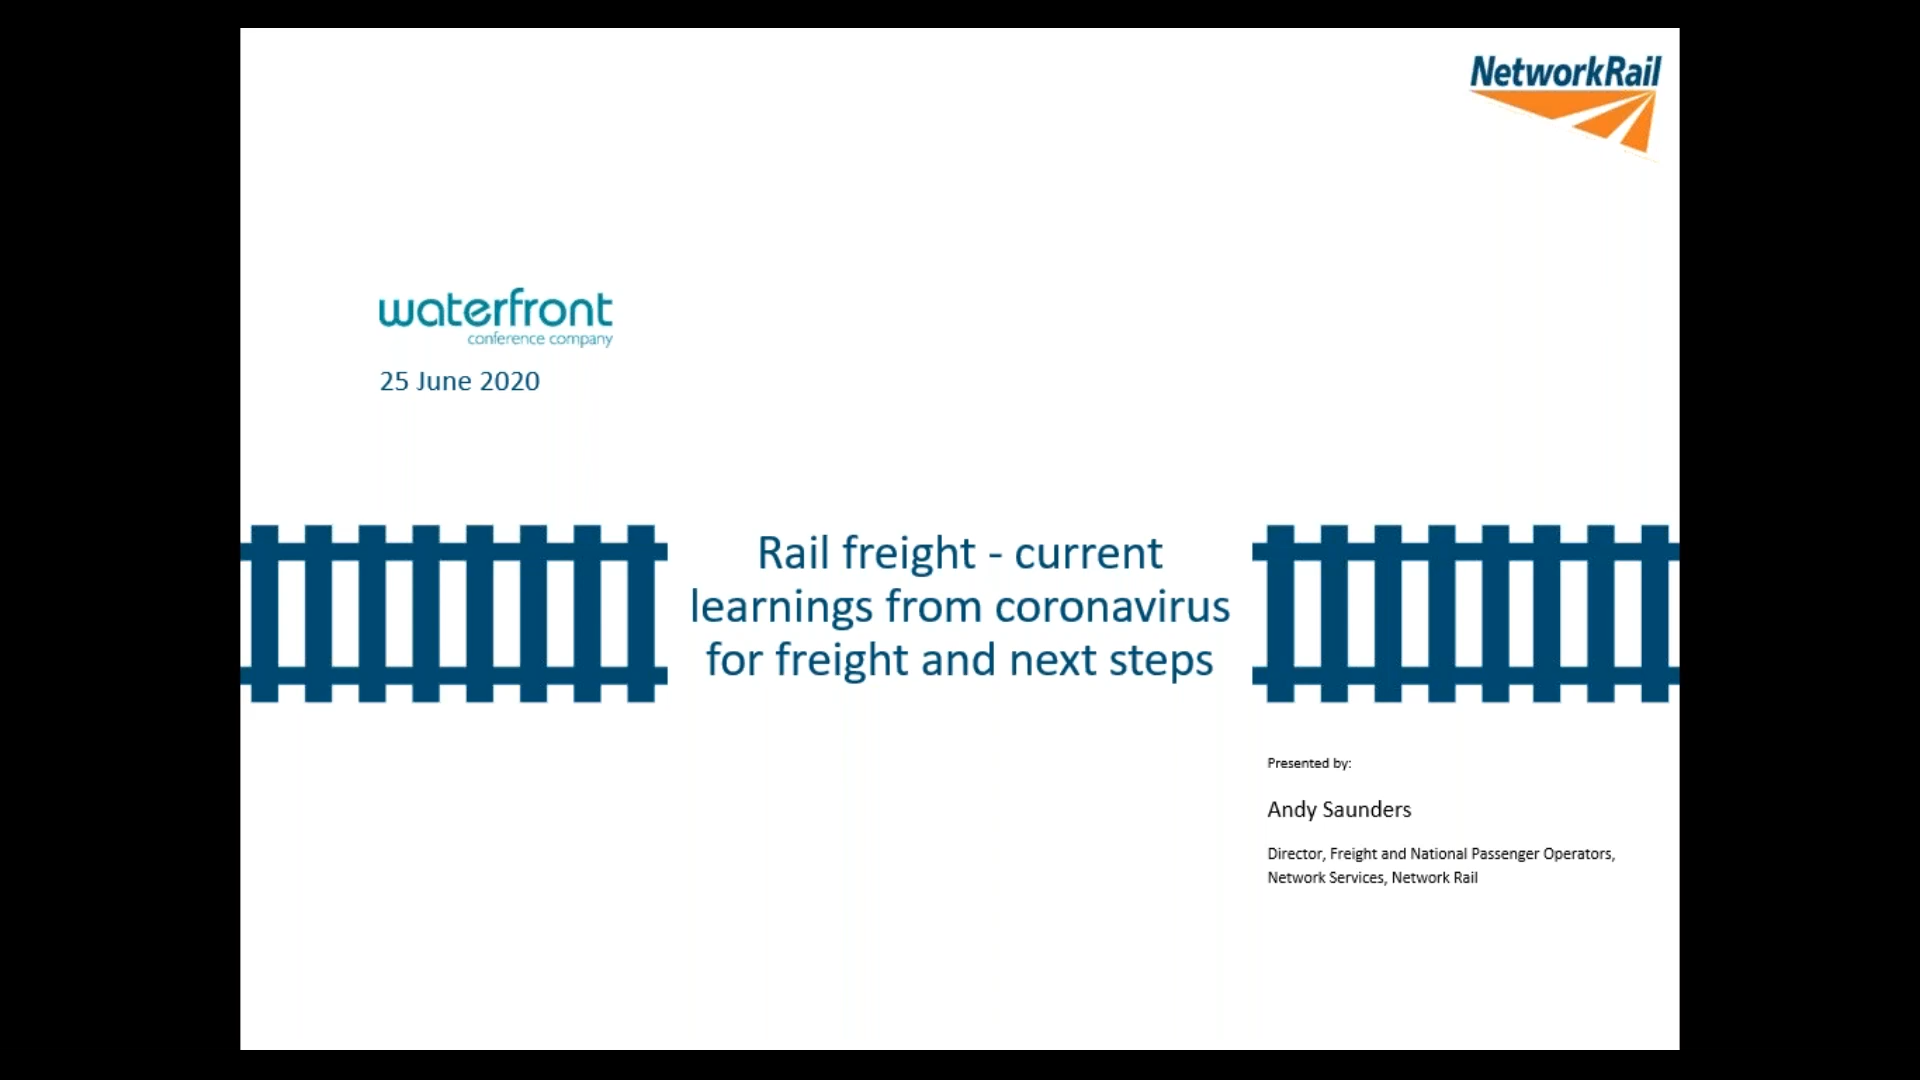 NetworkRail
waterfront
conference company
25 June 2020
Rail freight - current
learnings from coronavirus
for freight and next steps
Presented by:
Andy Saunders
Director, Freight and National Passenger Operators,
Network Services, Network Rail